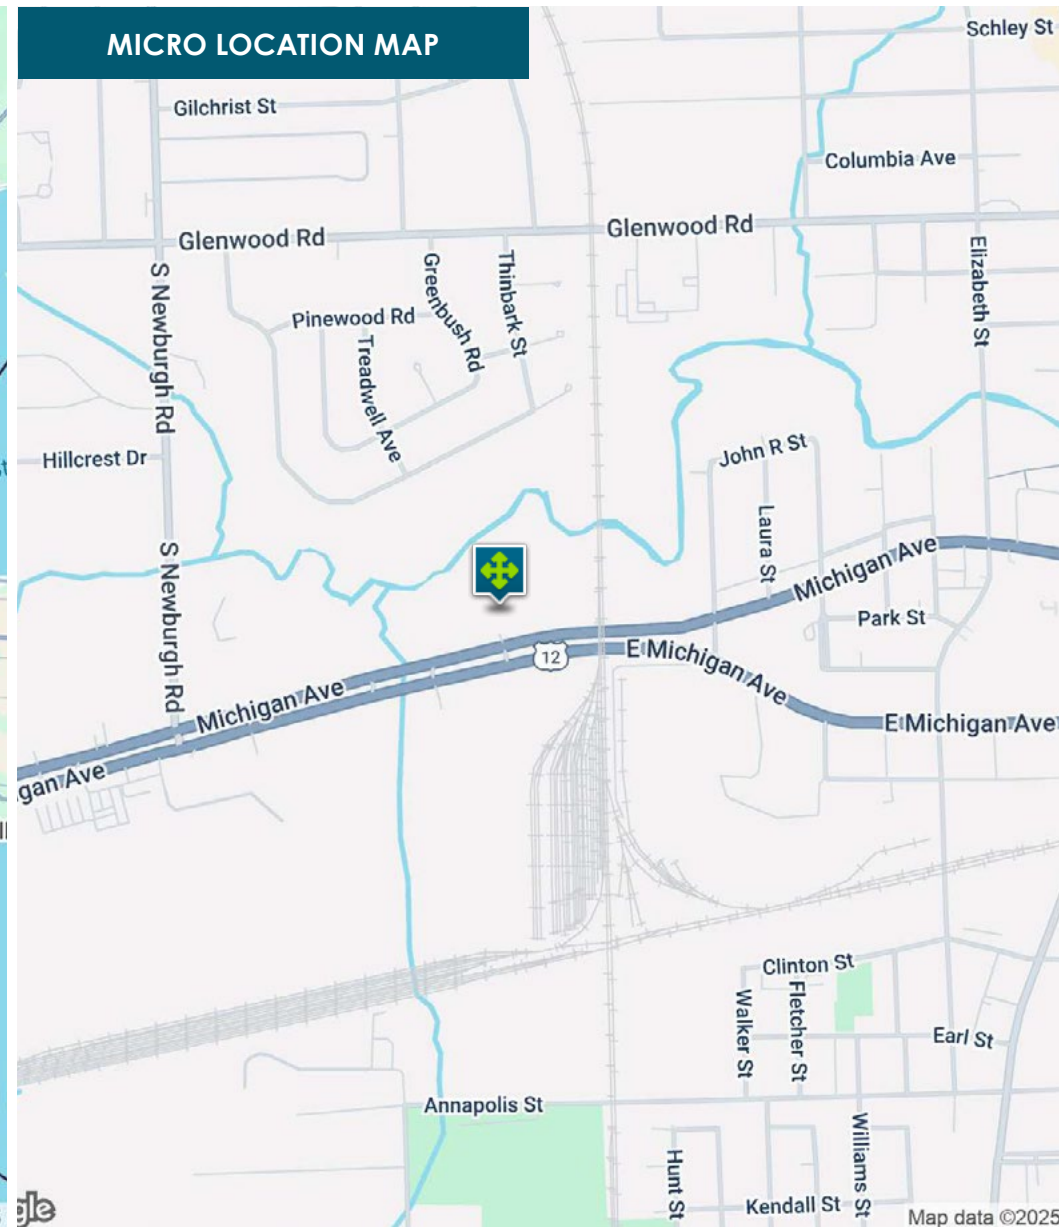 MICRO LOCATION MAP
Schley St
Gilchrist St
Columbia Ave
Glenwood Rd
Glenwood Rd
S Newburgh Rd
Greenbush Rd
Thinbark St
Elizabeth St
Pinewood Rd
Treadwell Ave
Hillcrest Dr
John R St
Laura St
S Newburgh Rd
Michigan Ave
Park St
12
E Michigan Ave
Michigan Ave
E Michigan Ave
gan Ave
Clinton St
Walker St
Fletcher St
Earl St
Annapolis St
Hunt St
Williams St
Kendall St
gle
Map data ©2025